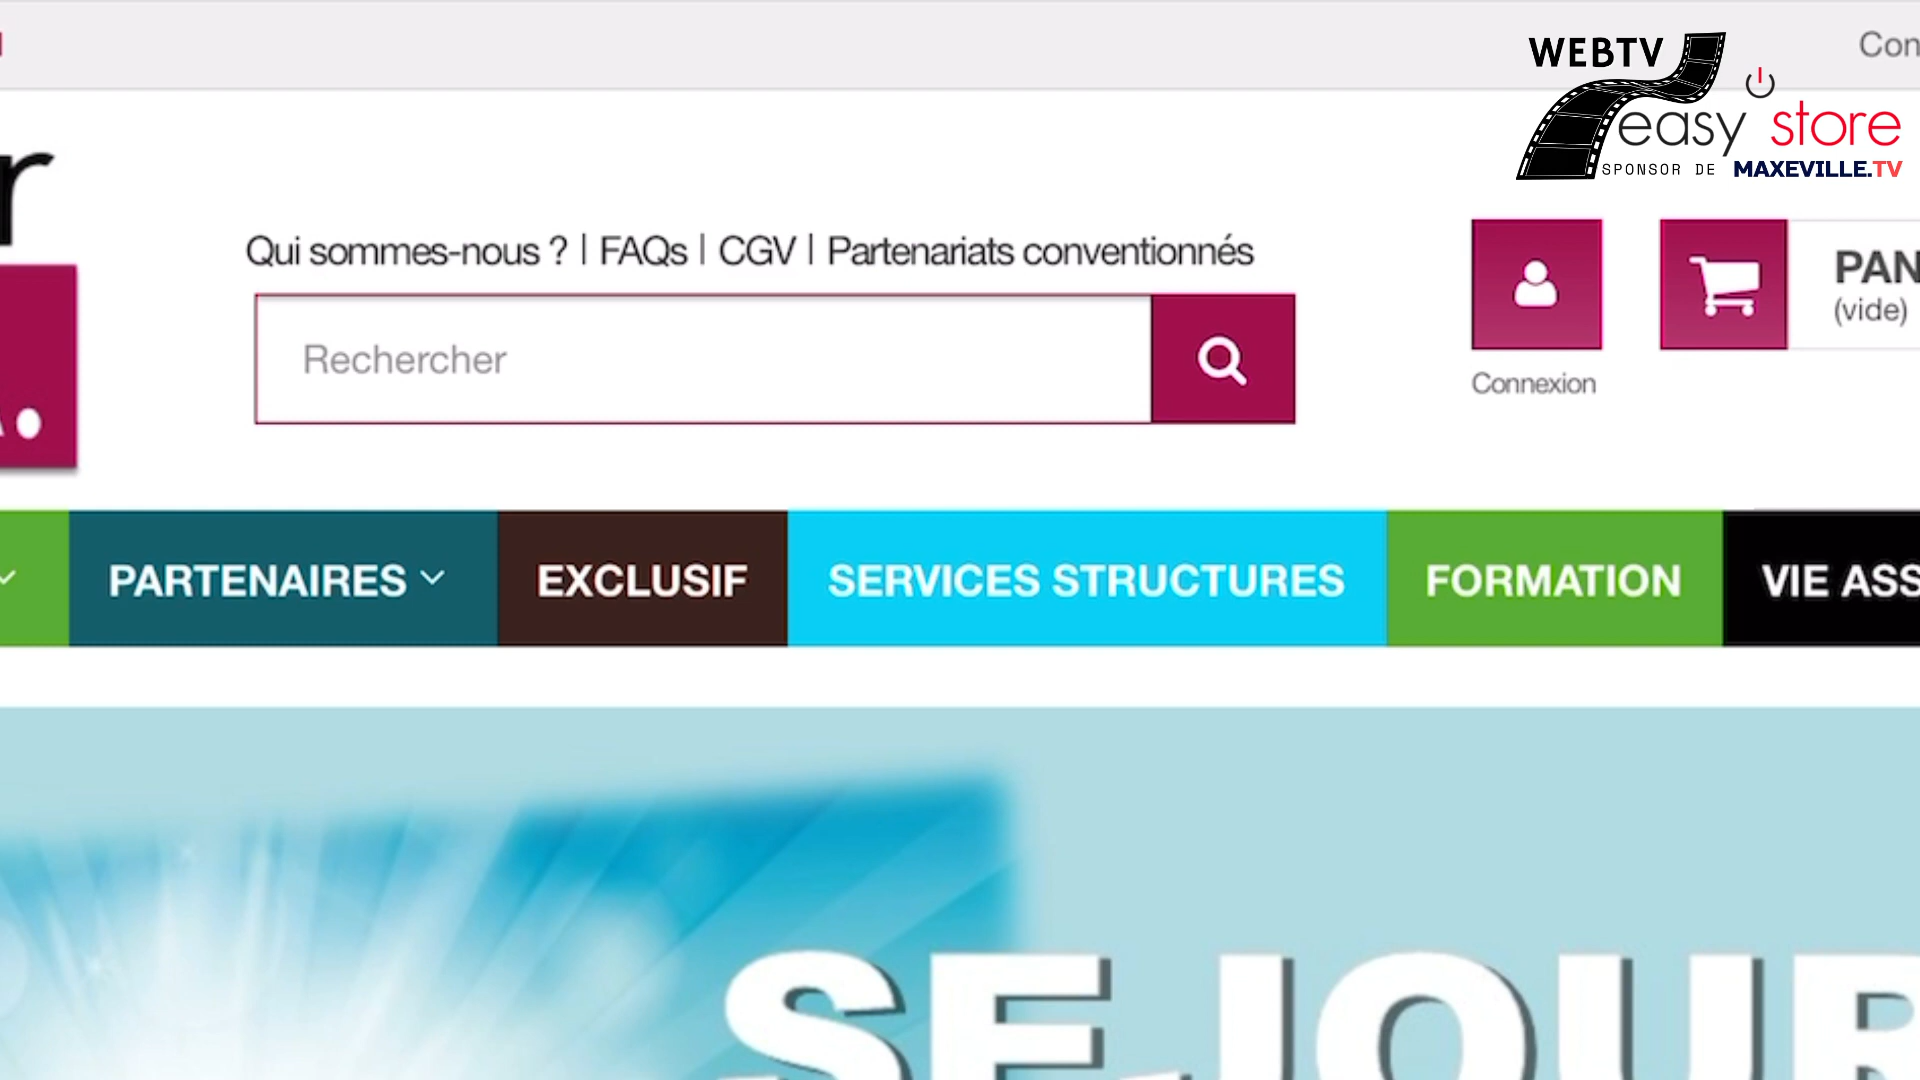 WEBTV
Con
easy store
SPONSOR DE MAXEVILLE.TV
r
Qui sommes-nous ? | FAQs | CGV | Partenariats conventionnés
Rechercher
PAN
(vide)
Connexion
PARTENAIRES
EXCLUSIF
SERVICES STRUCTURES
FORMATION
VIE ASS
SEJOUR